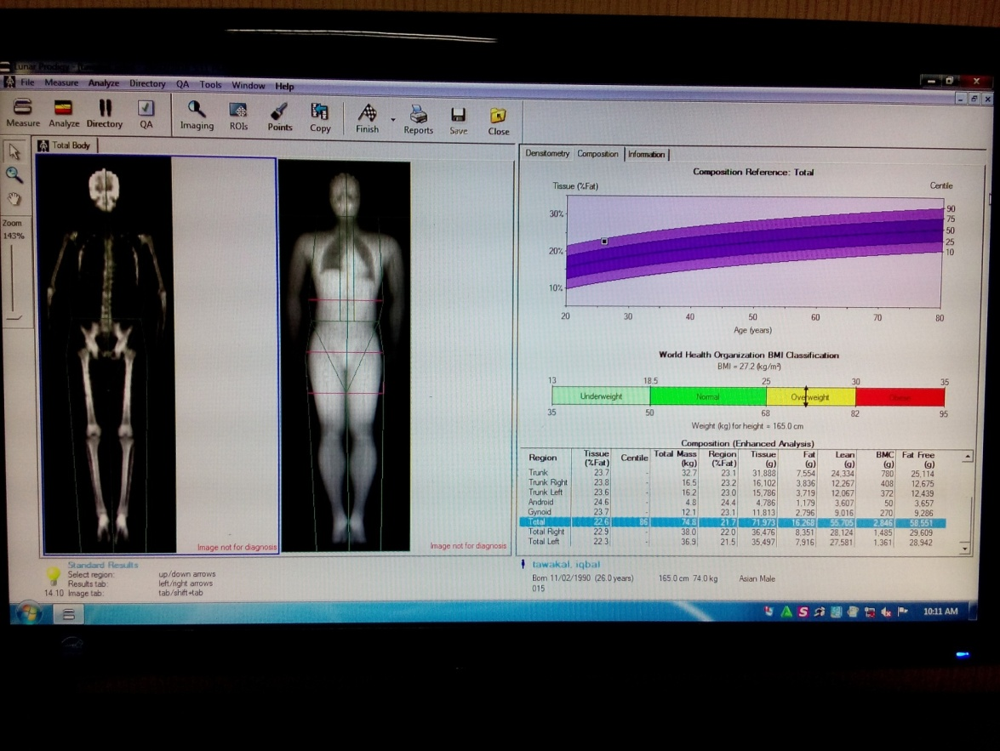 Lunar Prodigy
File Measure Analyze Directory QA Tools Window Help
Measure Analyze Directory QA Imaging ROIs Points Copy Finish Reports Save Close
Total Body
Zoom
143%
Image not for diagnosis
Image not for diagnosis
Densitometry Composition Information
Composition Reference: Total
Tissue (%Fat) Centile
30%
20%
10%
90
75
50
25
10
20 30 40 50 60 70 80
Age (years)
World Health Organization BMI Classification
BMI = 27.2 (kg/m²)
13 18.5 25 30 35
Underweight Normal Overweight Obese
35 50 68 82 95
Weight (kg) for height = 165.0 cm
Composition (Enhanced Analysis)
Region Tissue (%Fat) Centile Total Mass (kg) Region (%Fat) Tissue (g) Fat (g) Lean (g) BMC (g) Fat Free (g)
Trunk 23.7 - 32.7 23.1 31,888 7,554 24,334 780 25,114
Trunk Right 23.8 - 16.5 23.2 16,102 3,836 12,267 408 12,675
Trunk Left 23.6 - 16.2 23.0 15,786 3,719 12,067 372 12,439
Android 24.6 - 4.8 24.4 4,786 1,179 3,607 50 3,657
Gynoid 23.7 - 12.1 23.1 11,813 2,796 9,016 270 9,286
Total 22.6 86 74.8 21.7 71,973 16,268 55,705 2,846 58,551
Total Right 22.9 - 38.0 22.0 36,476 8,351 28,124 1,485 29,609
Total Left 22.3 - 36.9 21.5 35,497 7,916 27,581 1,361 28,942
Standard Results
Select region: up/down arrows
Results tab: left/right arrows
14.10 Image tab: tab/shift+tab
tawakal, iqbal
Born 11/02/1990 (26.0 years) 165.0 cm 74.0 kg Asian Male
015
10:11 AM